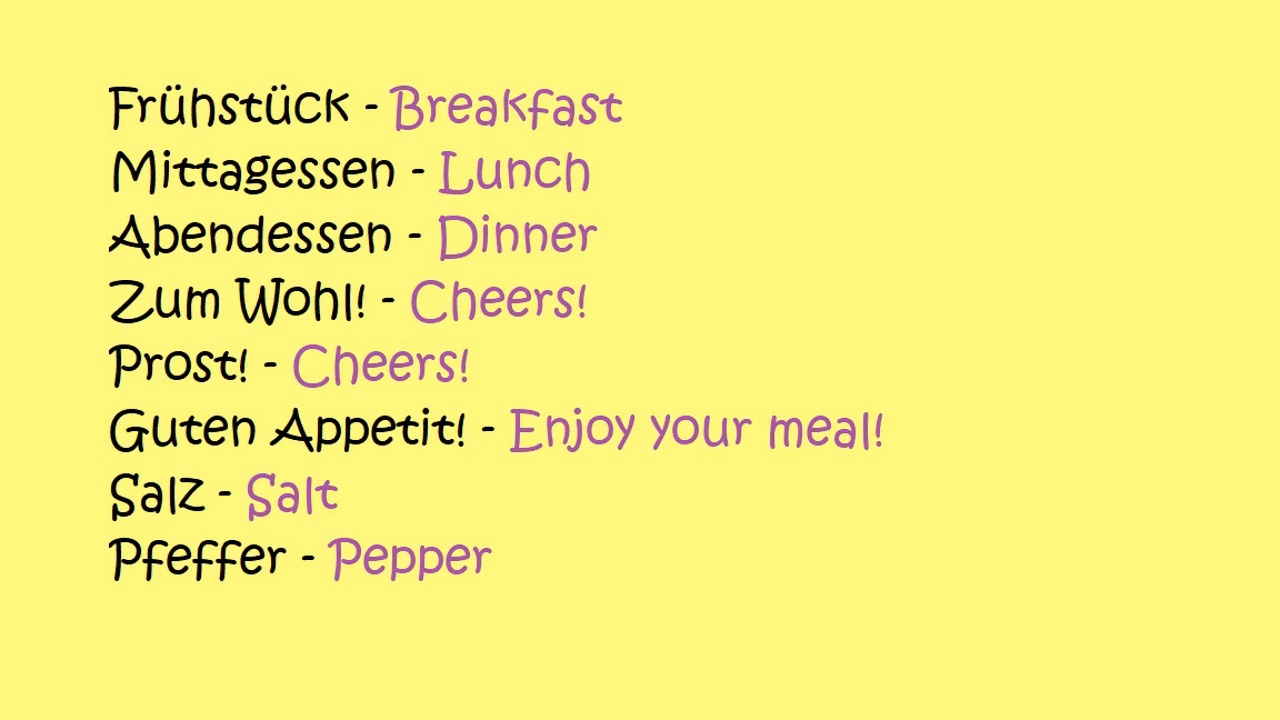 Frühstück - Breakfast
Mittagessen - Lunch
Abendessen - Dinner
Zum Wohl! - Cheers!
Prost! - Cheers!
Guten Appetit! - Enjoy your meal!
Salz - Salt
Pfeffer - Pepper